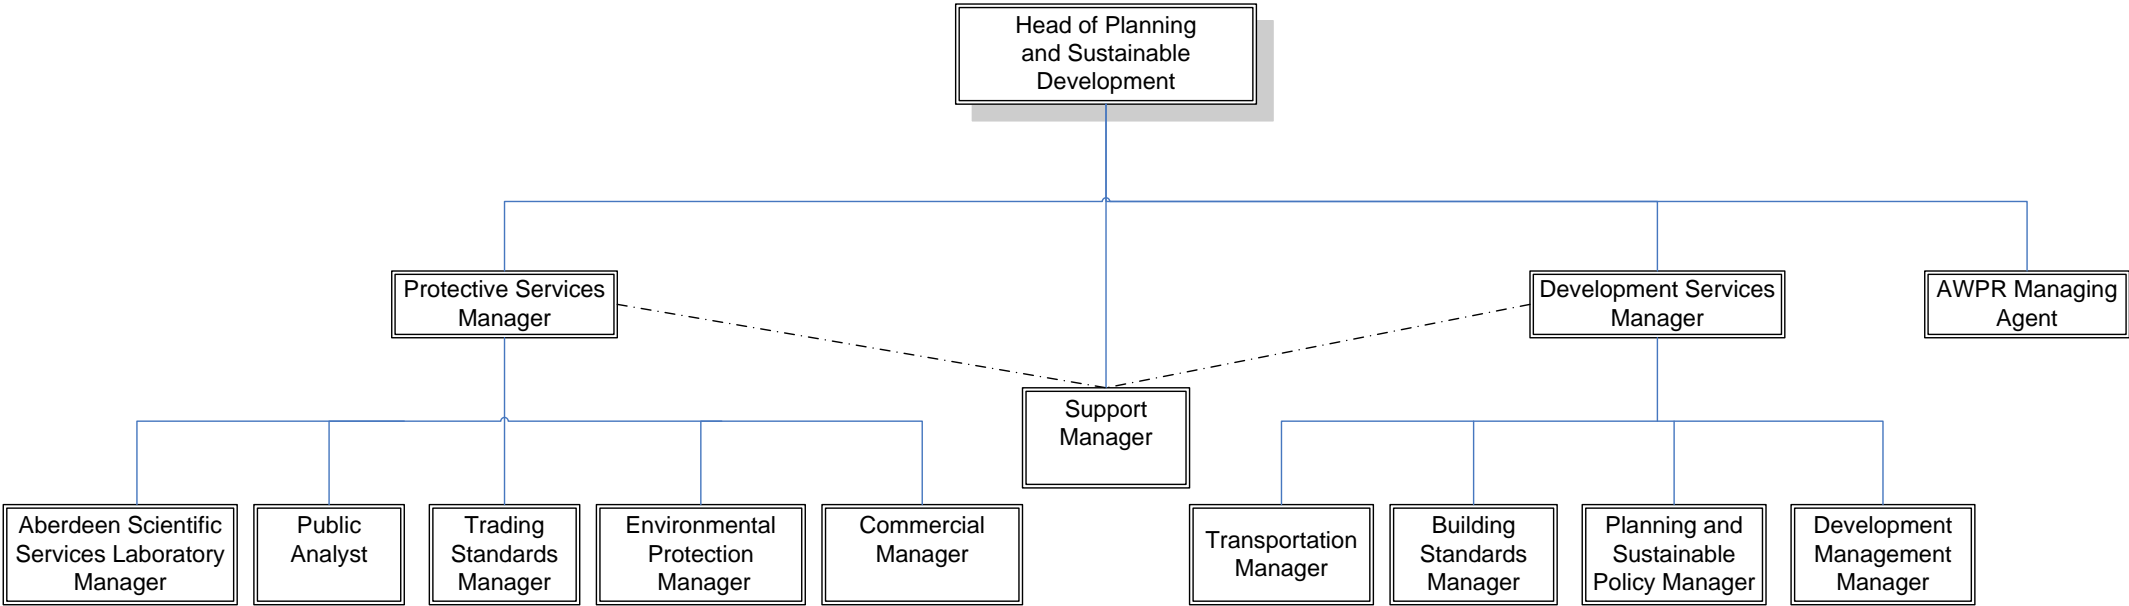 Head of Planning
and Sustainable
Development
Protective Services
Manager
Development Services
Manager
AWPR Managing
Agent
Support
Manager
Aberdeen Scientific
Services Laboratory
Manager
Public
Analyst
Trading
Standards
Manager
Environmental
Protection
Manager
Commercial
Manager
Transportation
Manager
Building
Standards
Manager
Planning and
Sustainable
Policy Manager
Development
Management
Manager